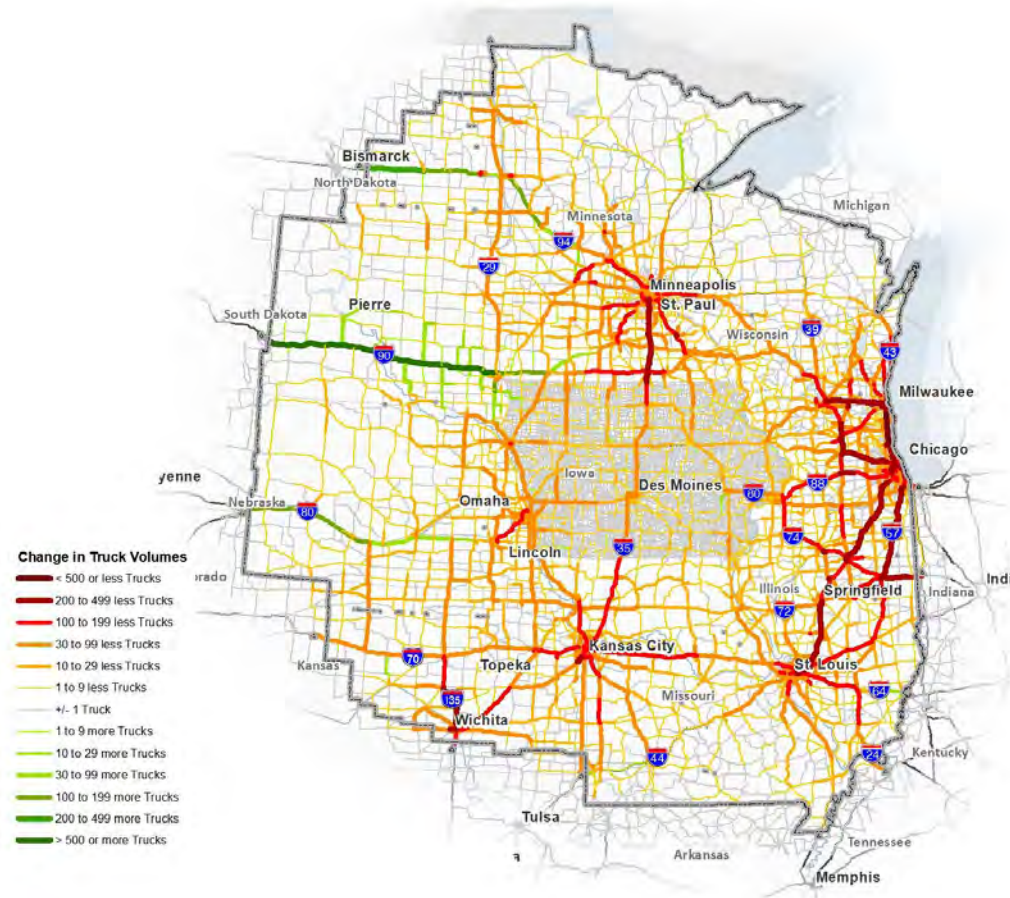 Bismarck
North Dakota
Michigan
Minnesota
94
29
Minneapolis
St. Paul
Pierre
South Dakota
39
Wisconsin
43
90
Milwaukee
Chicago
yenne
Iowa
Des Moines
88
80
Omaha
Nebraska
80
57
74
35
Lincoln
Change in Truck Volumes
< 500 or less Trucks
200 to 499 less Trucks
100 to 199 less Trucks
30 to 99 less Trucks
10 to 29 less Trucks
1 to 9 less Trucks
+/- 1 Truck
1 to 9 more Trucks
10 to 29 more Trucks
30 to 99 more Trucks
100 to 199 more Trucks
200 to 499 more Trucks
> 500 or more Trucks
orado
Illinois
Springfield
Indi
Indiana
72
Kansas City
Kansas
70
Topeka
St Louis
Missouri
64
135
Wichita
44
24
Kentucky
Tulsa
Tennessee
Arkansas
Memphis